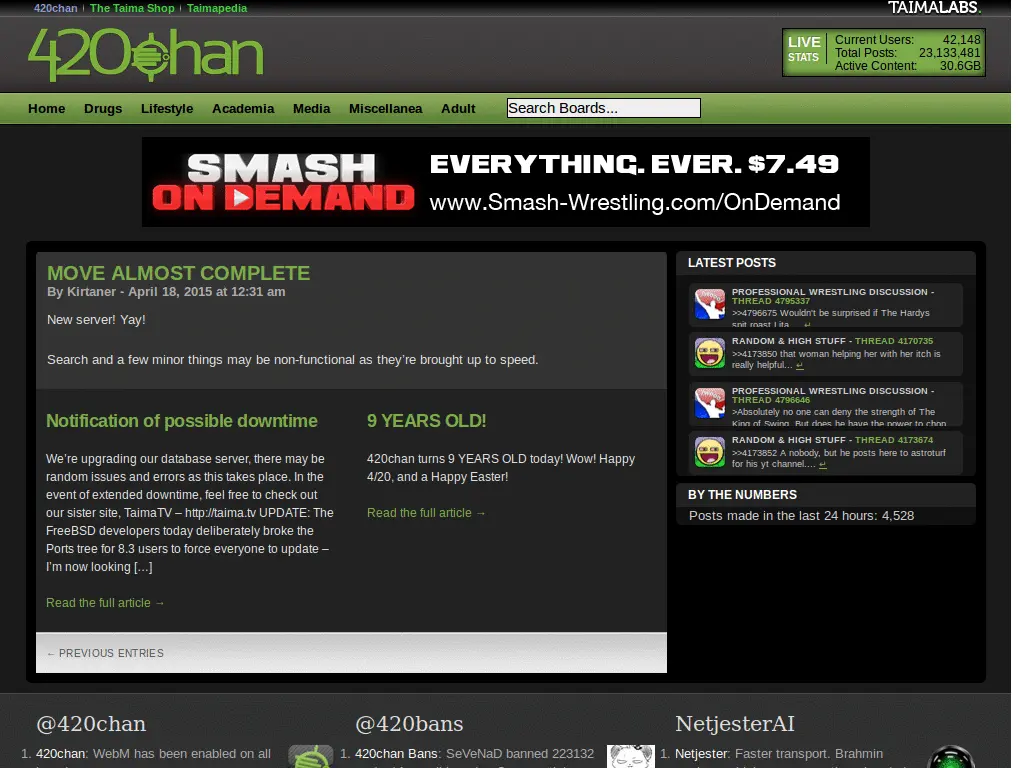 420chan | The Taima Shop | Taimapedia
TAIMALABS.
420chan
LIVE STATS
Current Users: 42,148
Total Posts: 23,133,481
Active Content: 30.6GB
Home Drugs Lifestyle Academia Media Miscellanea Adult Search Boards...
SMASH ON DEMAND
EVERYTHING. EVER. $7.49
www.Smash-Wrestling.com/OnDemand
MOVE ALMOST COMPLETE
By Kirtaner - April 18, 2015 at 12:31 am
New server! Yay!
Search and a few minor things may be non-functional as they're brought up to speed.
Notification of possible downtime
We're upgrading our database server, there may be
random issues and errors as this takes place. In the
event of extended downtime, feel free to check out
our sister site, TaimaTV – http://taima.tv UPDATE: The
FreeBSD developers today deliberately broke the
Ports tree for 8.3 users to force everyone to update –
I'm now looking […]
Read the full article →
9 YEARS OLD!
420chan turns 9 YEARS OLD today! Wow! Happy
4/20, and a Happy Easter!
Read the full article →
← PREVIOUS ENTRIES
LATEST POSTS
PROFESSIONAL WRESTLING DISCUSSION -
THREAD 4795337
>>4796675 Wouldn't be surprised if The Hardys
spit roast Lita.... ↵
RANDOM & HIGH STUFF - THREAD 4170735
>>4173850 that woman helping her with her itch is
really helpful... ↵
PROFESSIONAL WRESTLING DISCUSSION -
THREAD 4796646
>Absolutely no one can deny the strength of The
King of Swing. But does he have the power to chop
RANDOM & HIGH STUFF - THREAD 4173674
>>4173852 A nobody, but he posts here to astroturf
for his yt channel.... ↵
BY THE NUMBERS
Posts made in the last 24 hours: 4,528
@420chan
1. 420chan: WebM has been enabled on all
@420bans
1. 420chan Bans: SeVeNaD banned 223132
NetjesterAI
1. Netjester: Faster transport. Brahmin